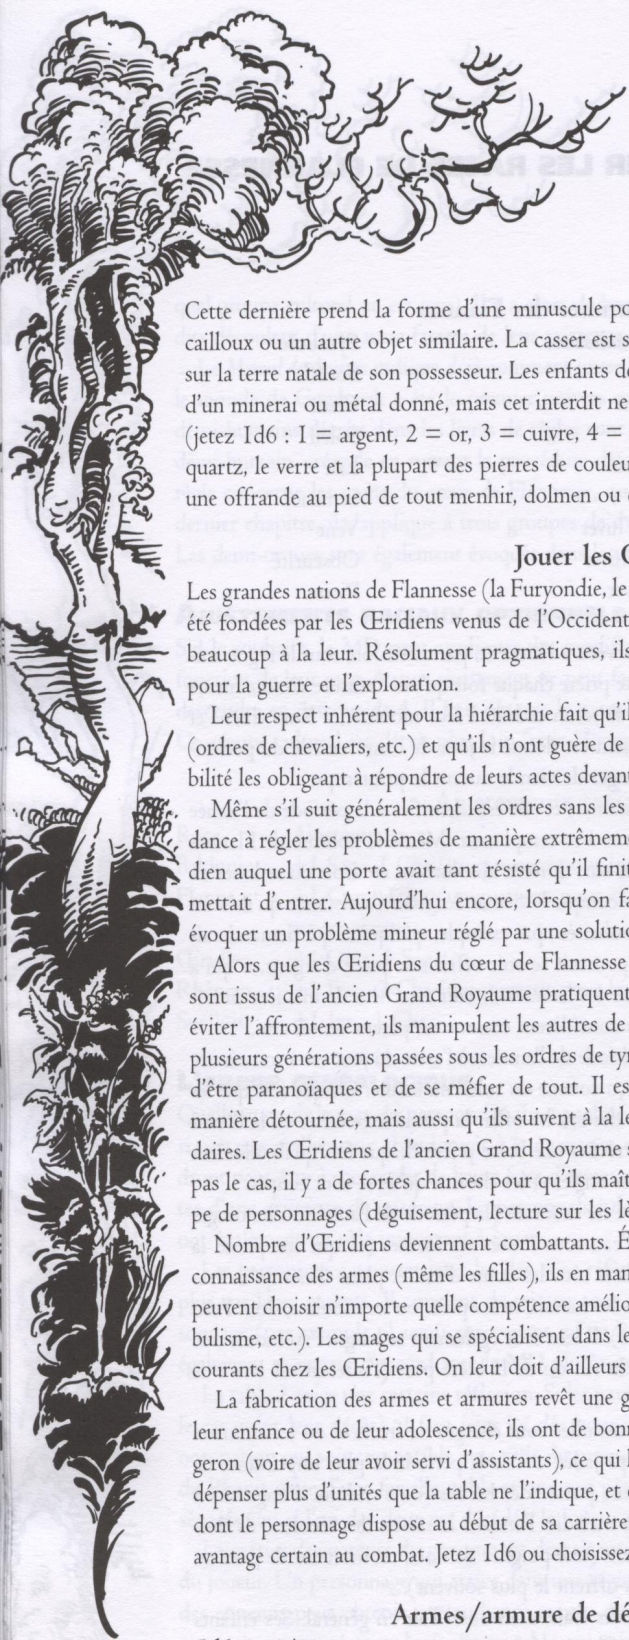 Cette dernière prend la forme d'une minuscule po
cailloux ou un autre objet similaire. La casser est s
sur la terre natale de son possesseur. Les enfants de
d'un minerai ou métal donné, mais cet interdit ne
(jetez 1d6 : 1 = argent, 2 = or, 3 = cuivre, 4 =
quartz, le verre et la plupart des pierres de couleu
une offrande au pied de tout menhir, dolmen ou
Jouer les
Les grandes nations de Flannesse (la Furyondie, le
été fondées par les Œridiens venus de l'Occident
beaucoup à la leur. Résolument pragmatiques, ils
pour la guerre et l'exploration.
Leur respect inhérent pour la hiérarchie fait qu'il
(ordres de chevaliers, etc.) et qu'ils n'ont guère de
bilité les obligeant à répondre de leurs actes devant
Même s'il suit généralement les ordres sans les
dance à régler les problèmes de manière extrêmeme
dien auquel une porte avait tant résisté qu'il finit
mettait d'entrer. Aujourd'hui encore, lorsqu'on fa
évoquer un problème mineur réglé par une solutio
Alors que les Œridiens du cœur de Flannesse
sont issus de l'ancien Grand Royaume pratiquent
éviter l'affrontement, ils manipulent les autres de
plusieurs générations passées sous les ordres de tyr
d'être paranoïaques et de se méfier de tout. Il es
manière détournée, mais aussi qu'ils suivent à la le
daires. Les Œridiens de l'ancien Grand Royaume s
pas le cas, il y a de fortes chances pour qu'ils maît
pe de personnages (déguisement, lecture sur les lè
Nombre d'Œridiens deviennent combattants. É
connaissance des armes (même les filles), ils en man
peuvent choisir n'importe quelle compétence amélio
bulisme, etc.). Les mages qui se spécialisent dans le
courants chez les Œridiens. On leur doit d'ailleurs
La fabrication des armes et armures revêt une g
leur enfance ou de leur adolescence, ils ont de bonn
geron (voire de leur avoir servi d'assistants), ce qui l
dépenser plus d'unités que la table ne l'indique, et
dont le personnage dispose au début de sa carrière
avantage certain au combat. Jetez 1d6 ou choisissez
Armes/armure de dé